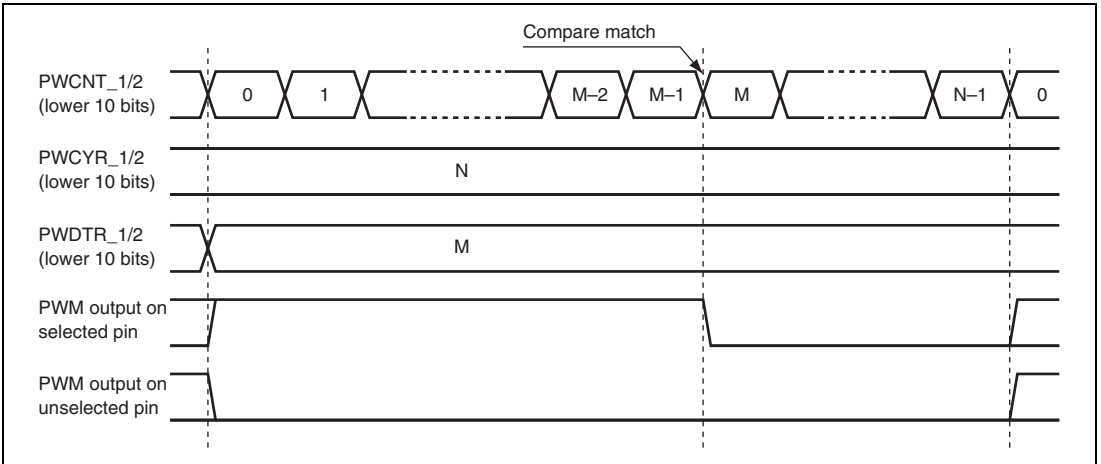 Compare match
PWCNT_1/2
(lower 10 bits)
0 1 M–2 M–1 M N–1 0
PWCYR_1/2
(lower 10 bits)
N
PWDTR_1/2
(lower 10 bits)
M
PWM output on
selected pin
PWM output on
unselected pin